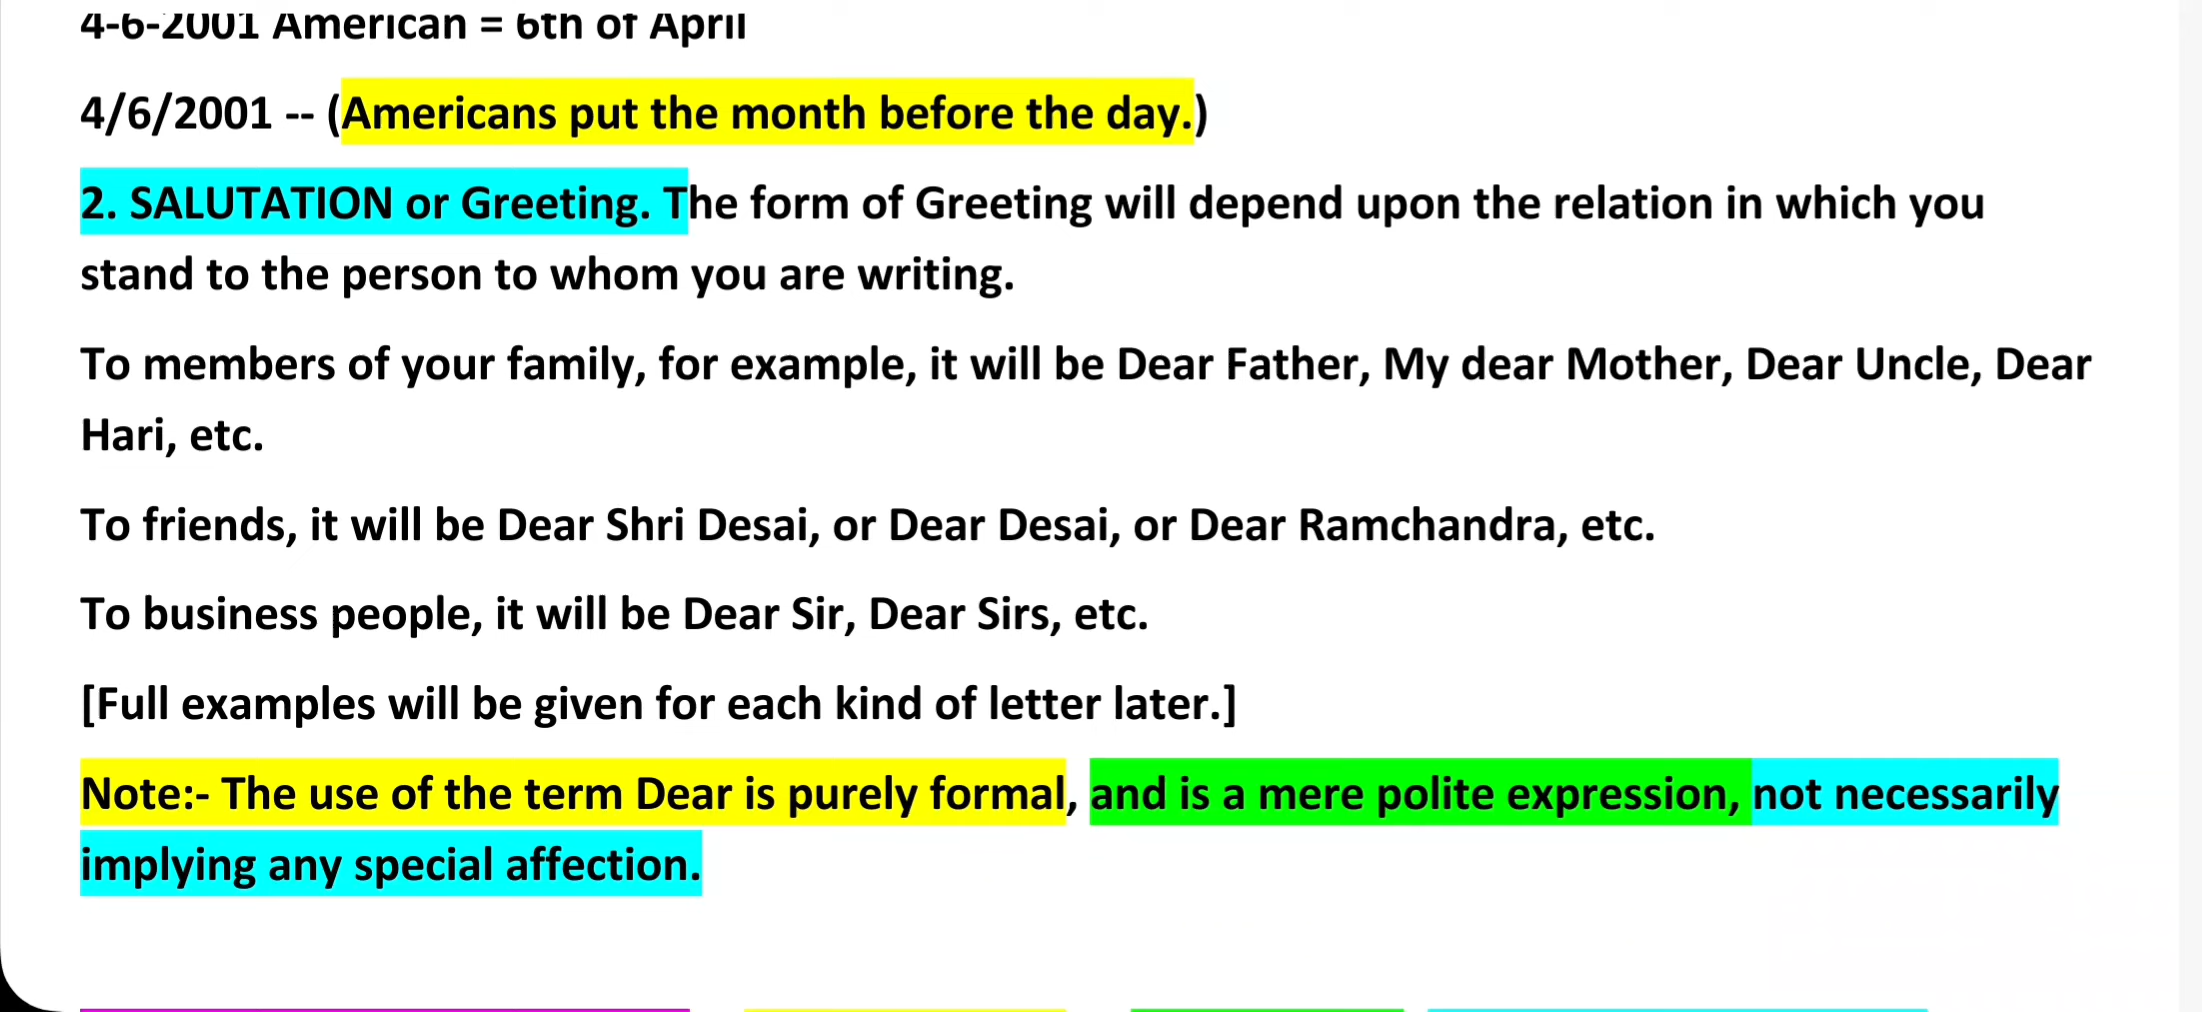 4-6-2001 American = 6th of April
4/6/2001 -- (Americans put the month before the day.)
2. SALUTATION or Greeting. The form of Greeting will depend upon the relation in which you
stand to the person to whom you are writing.
To members of your family, for example, it will be Dear Father, My dear Mother, Dear Uncle, Dear
Hari, etc.
To friends, it will be Dear Shri Desai, or Dear Desai, or Dear Ramchandra, etc.
To business people, it will be Dear Sir, Dear Sirs, etc.
[Full examples will be given for each kind of letter later.]
Note:- The use of the term Dear is purely formal, and is a mere polite expression, not necessarily
implying any special affection.